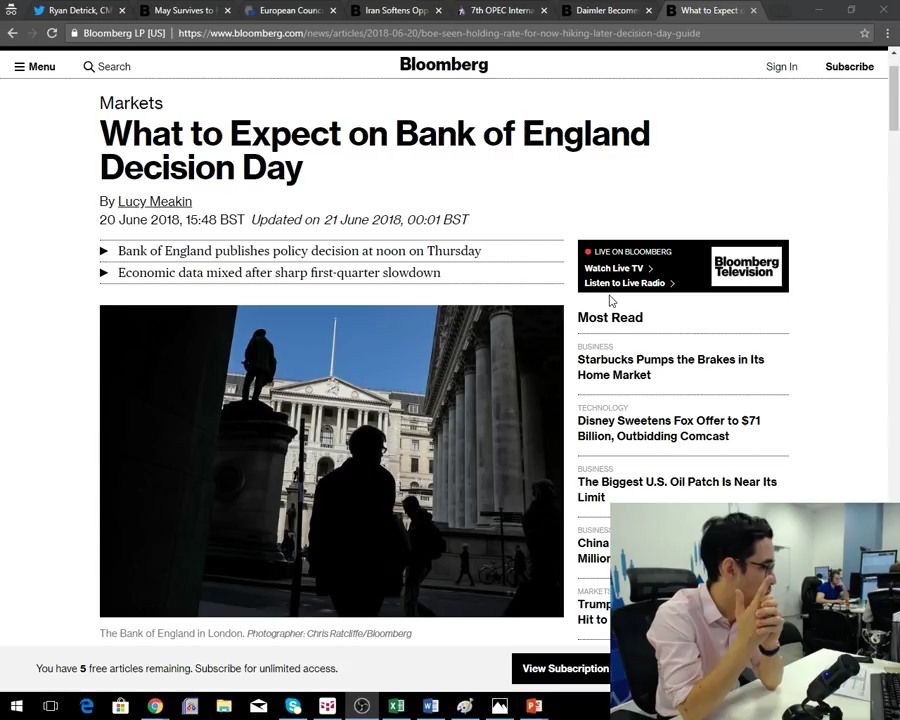 Ryan Detrick, CM
May Survives to
European Counc
Iran Softens Opp
7th OPEC Interna
Daimler Become
What to Expect
Bloomberg LP [US]
https://www.bloomberg.com/news/articles/2018-06-20/boe-seen-holding-rate-for-now-hiking-later-decision-day-guide
Menu
Search
Bloomberg
Sign In
Subscribe
Markets
What to Expect on Bank of England
Decision Day
By Lucy Meakin
20 June 2018, 15:48 BST Updated on 21 June 2018, 00:01 BST
Bank of England publishes policy decision at noon on Thursday
Economic data mixed after sharp first-quarter slowdown
LIVE ON BLOOMBERG
Watch Live TV
Listen to Live Radio
Bloomberg
Television
Most Read
BUSINESS
Starbucks Pumps the Brakes in Its
Home Market
TECHNOLOGY
Disney Sweetens Fox Offer to $71
Billion, Outbidding Comcast
BUSINESS
The Biggest U.S. Oil Patch Is Near Its
Limit
BUSINES
China
Million
MARKETS
Trump
Hit to
The Bank of England in London. Photographer: Chris Ratcliffe/Bloomberg
You have 5 free articles remaining. Subscribe for unlimited access.
View Subscription